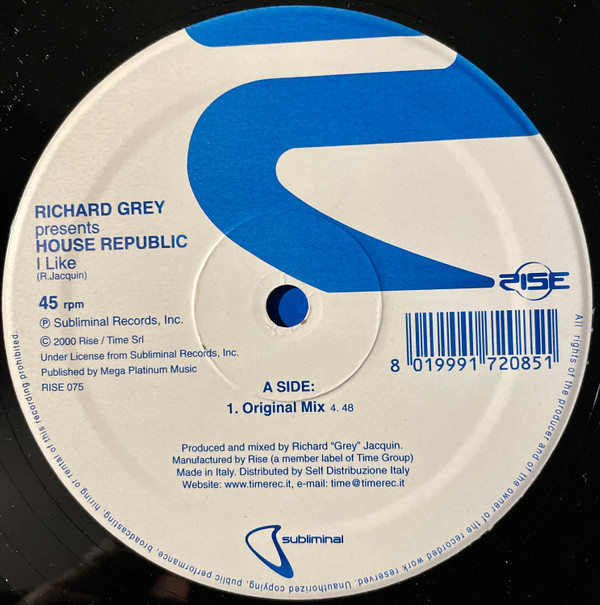 RICHARD GREY
presents
HOUSE REPUBLIC
I Like
(R.Jacquin)
45 rpm
Ⓟ Subliminal Records, Inc.
© 2000 Rise / Time Srl
Under License from Subliminal Records, Inc.
Published by Mega Platinum Music
RISE 075
RISE
8 019991 720851
A SIDE:
1. Original Mix 4. 48
Produced and mixed by Richard "Grey" Jacquin.
Manufactured by Rise (a member label of Time Group)
Made in Italy. Distributed by Self Distribuzione Italy
Website: www.timerec.it, e-mail: time@timerec.it
subliminal
All rights of the producer and of the owner of the recorded work reserved. Unauthorized copying, public performance, broadcasting, hiring or rental of this recording prohibited.